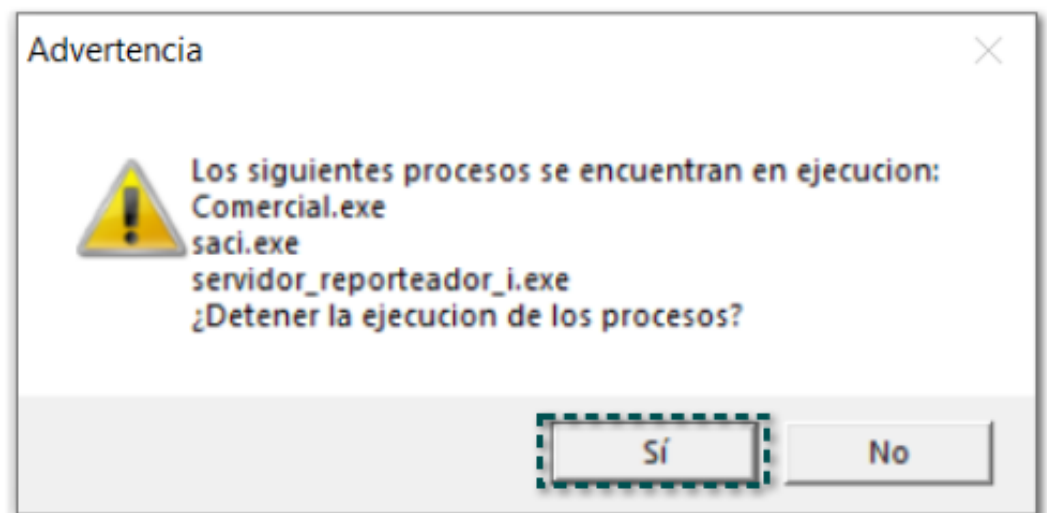 Advertencia
Los siguientes procesos se encuentran en ejecucion:
Comercial.exe
saci.exe
servidor_reporteador_i.exe
¿Detener la ejecucion de los procesos?
Sí
No